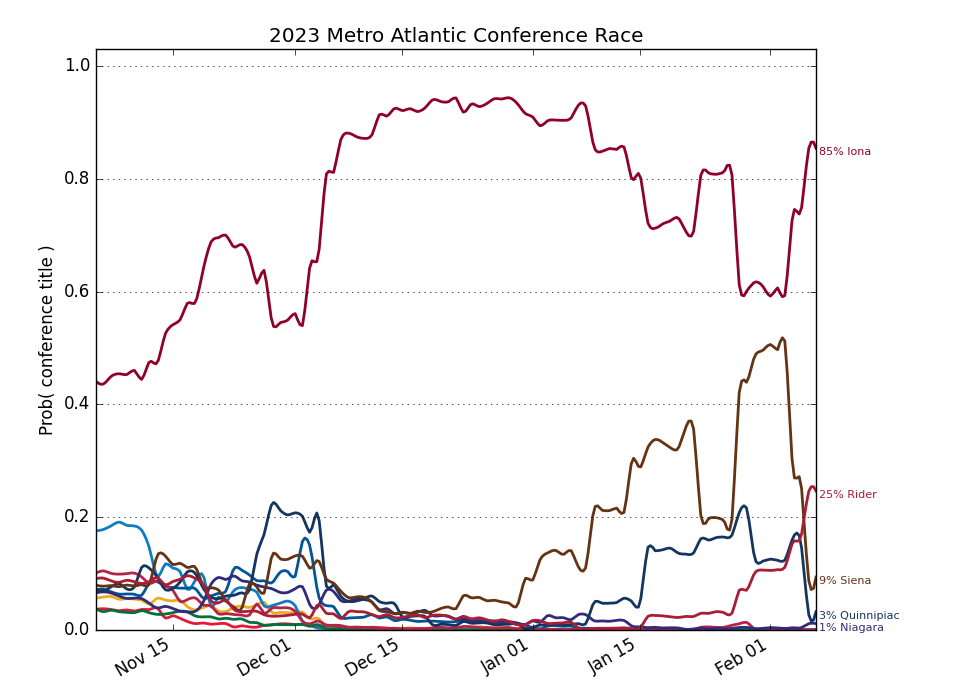 2023 Metro Atlantic Conference Race
Prob( conference title )
1.0
0.8
0.6
0.4
0.2
0.0
Nov 15
Dec 01
Dec 15
Jan 01
Jan 15
Feb 01
85% Iona
25% Rider
9% Siena
3% Quinnipiac
1% Niagara